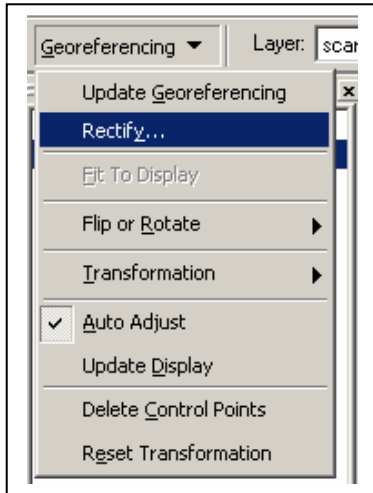 Georeferencing Layer: scar
Update Georeferencing
Rectify...
Fit To Display
Flip or Rotate
Transformation
Auto Adjust
Update Display
Delete Control Points
Reset Transformation